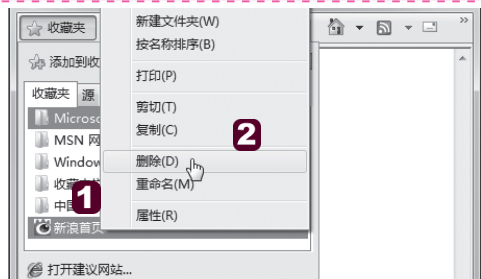 收藏夹
添加到收
收藏夹 源
Microso
MSN 网
Window
收藏
中国
新浪首页
打开建议网站...
新建文件夹(W)
按名称排序(B)
打印(P)
剪切(T)
复制(C)
删除(D)
重命名(M)
属性(R)
1
2